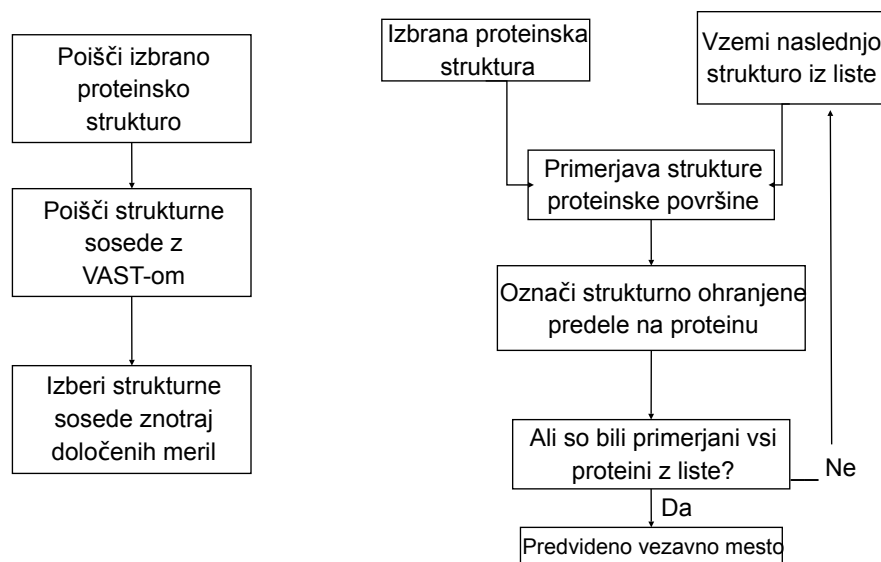 Poišči izbrano
proteinsko
strukturo
Poišči strukturne
sosede z
VAST-om
Izberi strukturne
sosede znotraj
določenih meril
Izbrana proteinska
struktura
Vzemi naslednjo
strukturo iz liste
Primerjava strukture
proteinske površine
Označi strukturno ohranjene
predele na proteinu
Ali so bili primerjani vsi
proteini z liste?
Ne
Da
Predvideno vezavno mesto